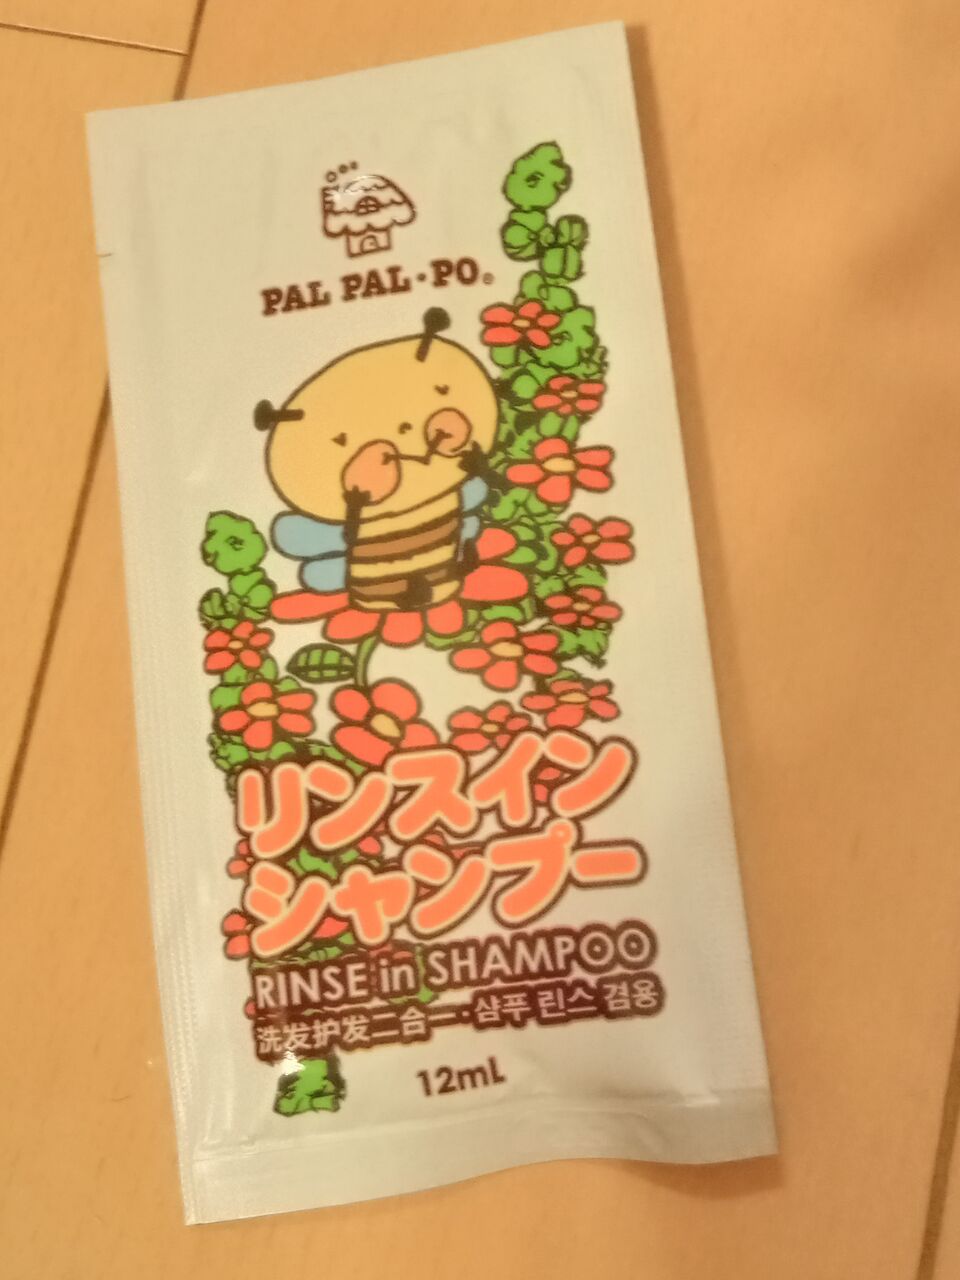 PAL PAL・PO®
リンスイン
シャンプー
RINSE in SHAMPOO
洗发护发二合一・샴푸 린스 겸용
12mL